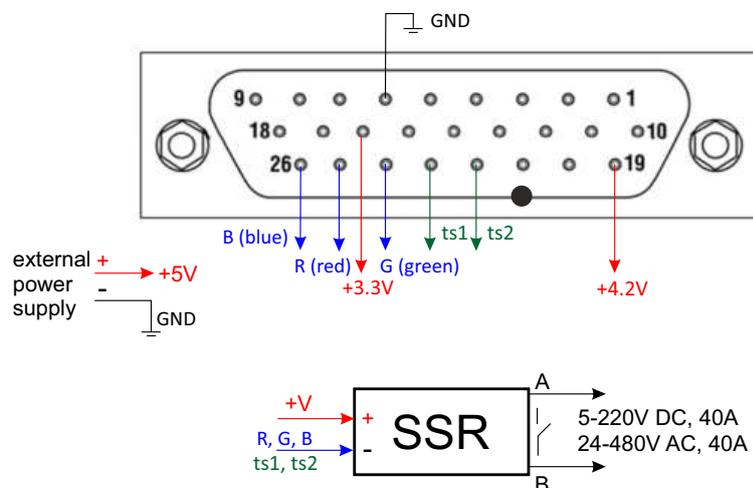 GND
9
1
18
10
26
19
B (blue)
ts1
ts2
R (red)
G (green)
+3.3V
+4.2V
external +
power
supply
-
+5V
GND
A
+V
+
SSR
5-220V DC, 40A
R, G, B
-
24-480V AC, 40A
ts1, ts2
B